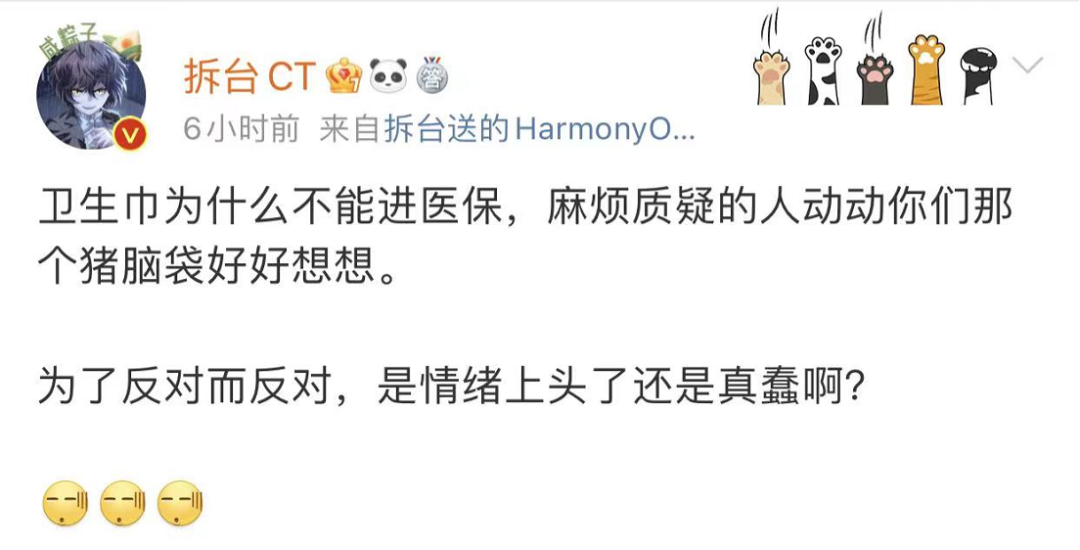 咸粽子
拆台CT
6小时前 来自拆台送的HarmonyO...
卫生巾为什么不能进医保，麻烦质疑的人动动你们那
个猪脑袋好好想想。
为了反对而反对，是情绪上头了还是真蠢啊？